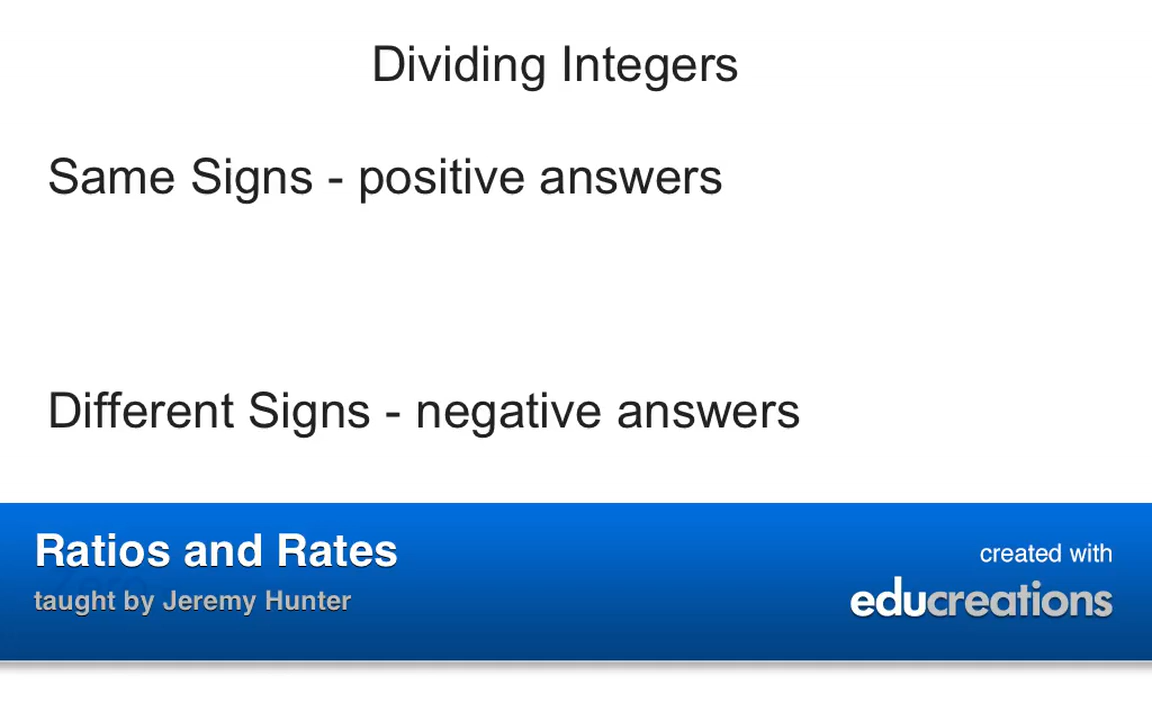 Dividing Integers
Same Signs - positive answers
Different Signs - negative answers
Ratios and Rates
taught by Jeremy Hunter
created with
educreations
Zero